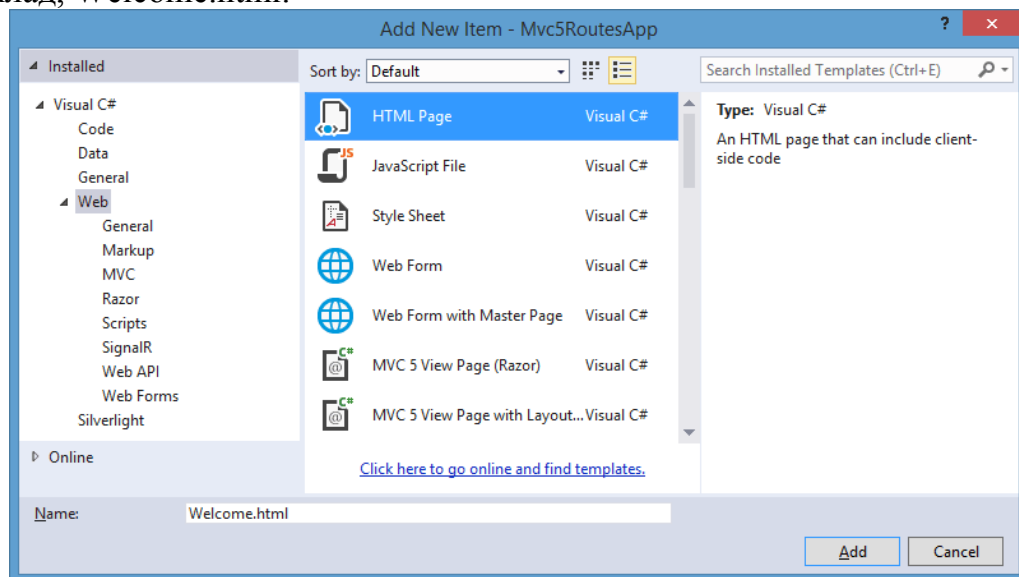 лад, Welcome.html.
Add New Item - Mvc5RoutesApp
?
×
Installed
Sort by: Default
Search Installed Templates (Ctrl+E)
Visual C#
Code
Data
General
Web
General
Markup
MVC
Razor
Scripts
SignalR
Web API
Web Forms
Silverlight
Online
HTML Page Visual C#
JavaScript File Visual C#
Style Sheet Visual C#
Web Form Visual C#
Web Form with Master Page Visual C#
MVC 5 View Page (Razor) Visual C#
MVC 5 View Page with Layout... Visual C#
Click here to go online and find templates.
Type: Visual C#
An HTML page that can include client-
side code
Name: Welcome.html
Add
Cancel